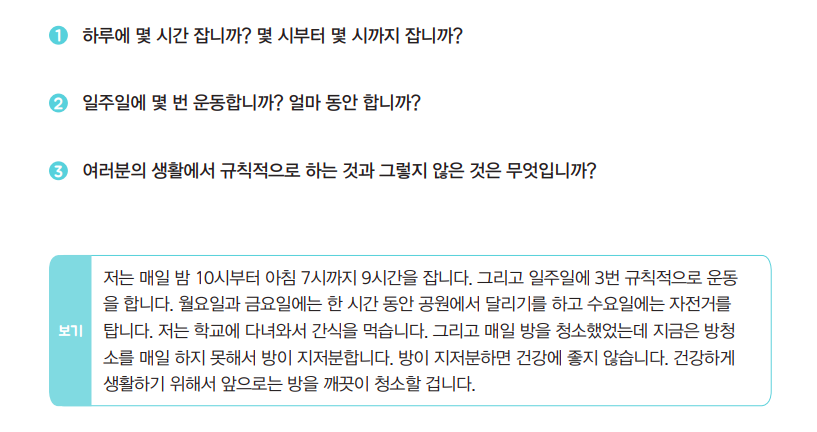 1 하루에 몇 시간 잡니까? 몇 시부터 몇 시까지 잡니까?
2 일주일에 몇 번 운동합니까? 얼마 동안 합니까?
3 여러분의 생활에서 규칙적으로 하는 것과 그렇지 않은 것은 무엇입니까?
보기
저는 매일 밤 10시부터 아침 7시까지 9시간을 잡니다. 그리고 일주일에 3번 규칙적으로 운동
을 합니다. 월요일과 금요일에는 한 시간 동안 공원에서 달리기를 하고 수요일에는 자전거를
탑니다. 저는 학교에 다녀와서 간식을 먹습니다. 그리고 매일 방을 청소했었는데 지금은 방청
소를 매일 하지 못해서 방이 지저분합니다. 방이 지저분하면 건강에 좋지 않습니다. 건강하게
생활하기 위해서 앞으로는 방을 깨끗이 청소할 겁니다.